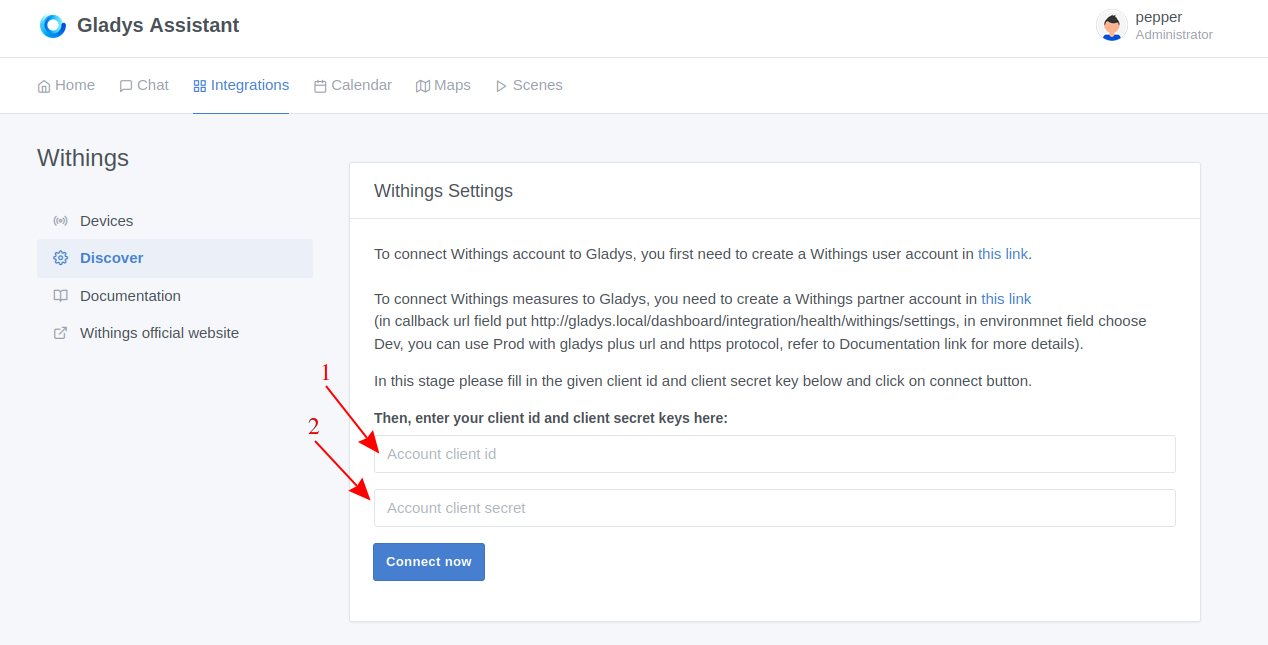 Gladys Assistant
pepper
Administrator
Home Chat Integrations Calendar Maps Scenes
Withings
Devices
Discover
Documentation
Withings official website
Withings Settings
To connect Withings account to Gladys, you first need to create a Withings user account in this link.
To connect Withings measures to Gladys, you need to create a Withings partner account in this link
(in callback url field put http://gladys.local/dashboard/integration/health/withings/settings, in environmnet field choose
Dev, you can use Prod with gladys plus url and https protocol, refer to Documentation link for more details).
In this stage please fill in the given client id and client secret key below and click on connect button.
Then, enter your client id and client secret keys here:
1
Account client id
2
Account client secret
Connect now